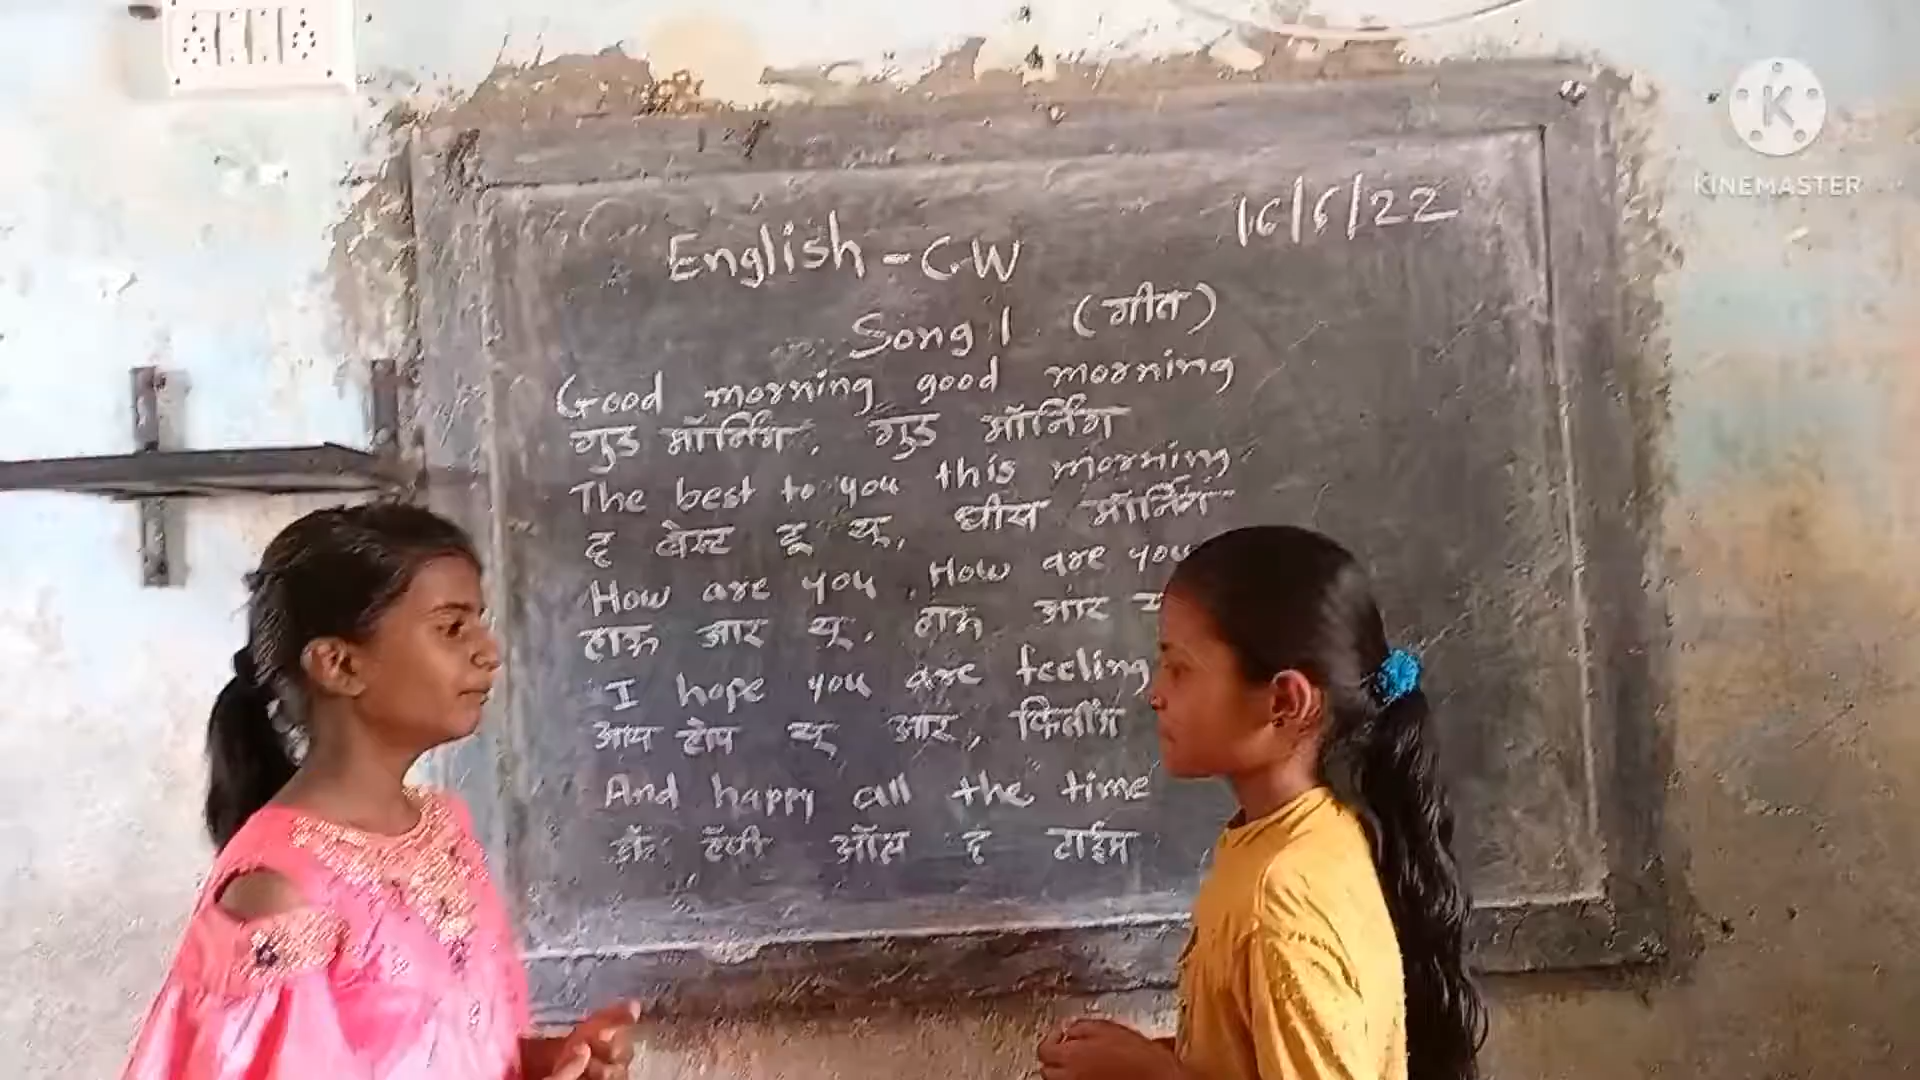 16/6/22
English - C.W
Song 1 (गीत)
Good morning good morning
गुड मॉर्निंग, गुड मॉर्निंग
The best to you this morning
द बेस्ट टू यू, धीस मॉर्निंग
How are you, How are you
हाऊ आर यू, हाऊ आर
I hope you are feeling
आय होप यू आर, फिलींग
And happy all the time
हॅपी ऑल द टाईम
KINEMASTER